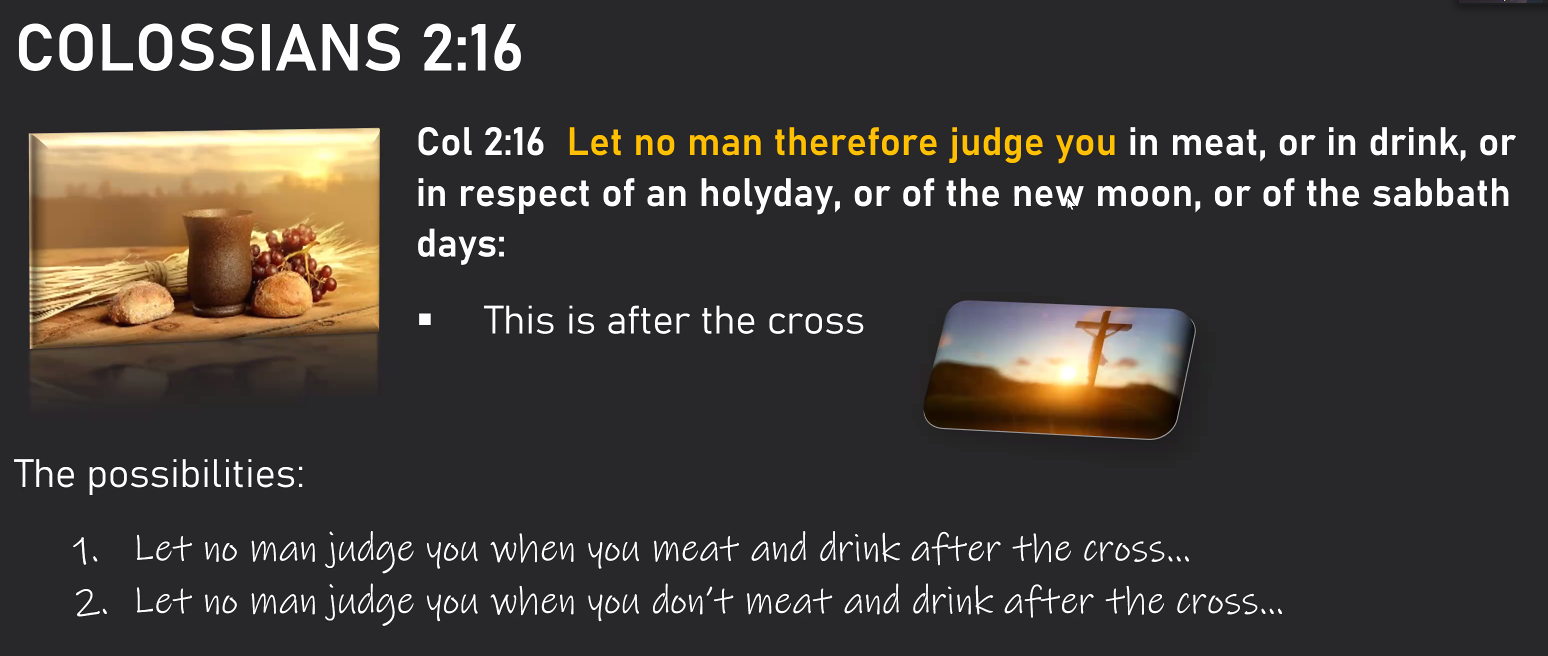 COLOSSIANS 2:16
Col 2:16 Let no man therefore judge you in meat, or in drink, or
in respect of an holyday, or of the new moon, or of the sabbath
days:
▪ This is after the cross
The possibilities:
1. Let no man judge you when you meat and drink after the cross...
2. Let no man judge you when you don't meat and drink after the cross...